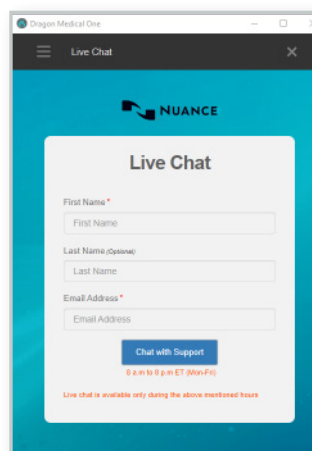 Dragon Medical One
Live Chat
NUANCE
Live Chat
First Name *
First Name
Last Name (Optional)
Last Name
Email Address *
Email Address
Chat with Support
8 a.m to 8 p.m ET (Mon-Fri)
Live chat is available only during the above mentioned hours